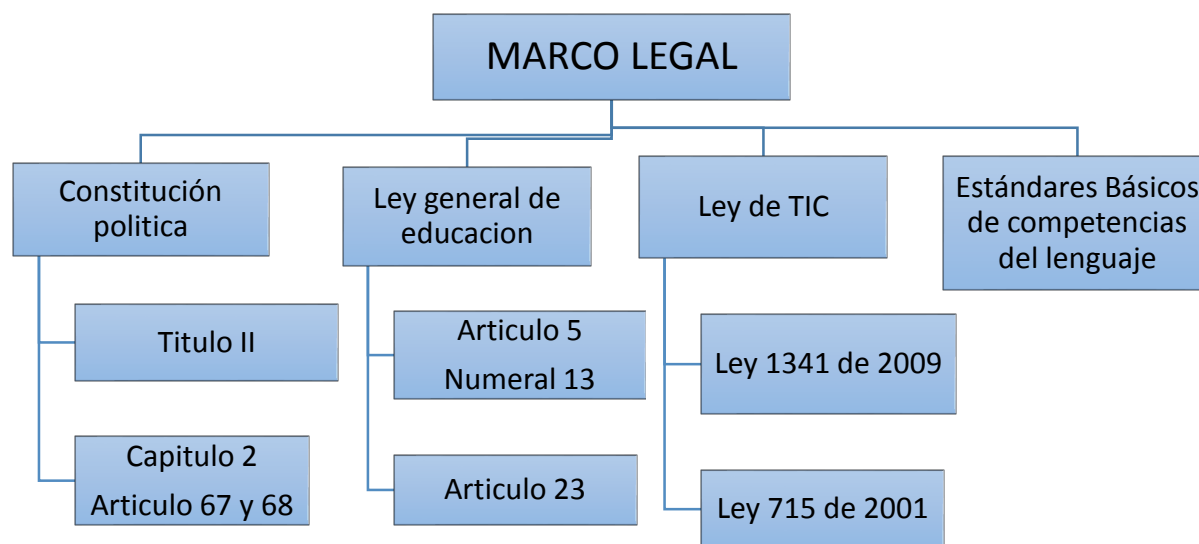 MARCO LEGAL
Constitución
politica
Titulo II
Capitulo 2
Articulo 67 y 68
Ley general de
educacion
Articulo 5
Numeral 13
Articulo 23
Ley de TIC
Ley 1341 de 2009
Ley 715 de 2001
Estándares Básicos
de competencias
del lenguaje